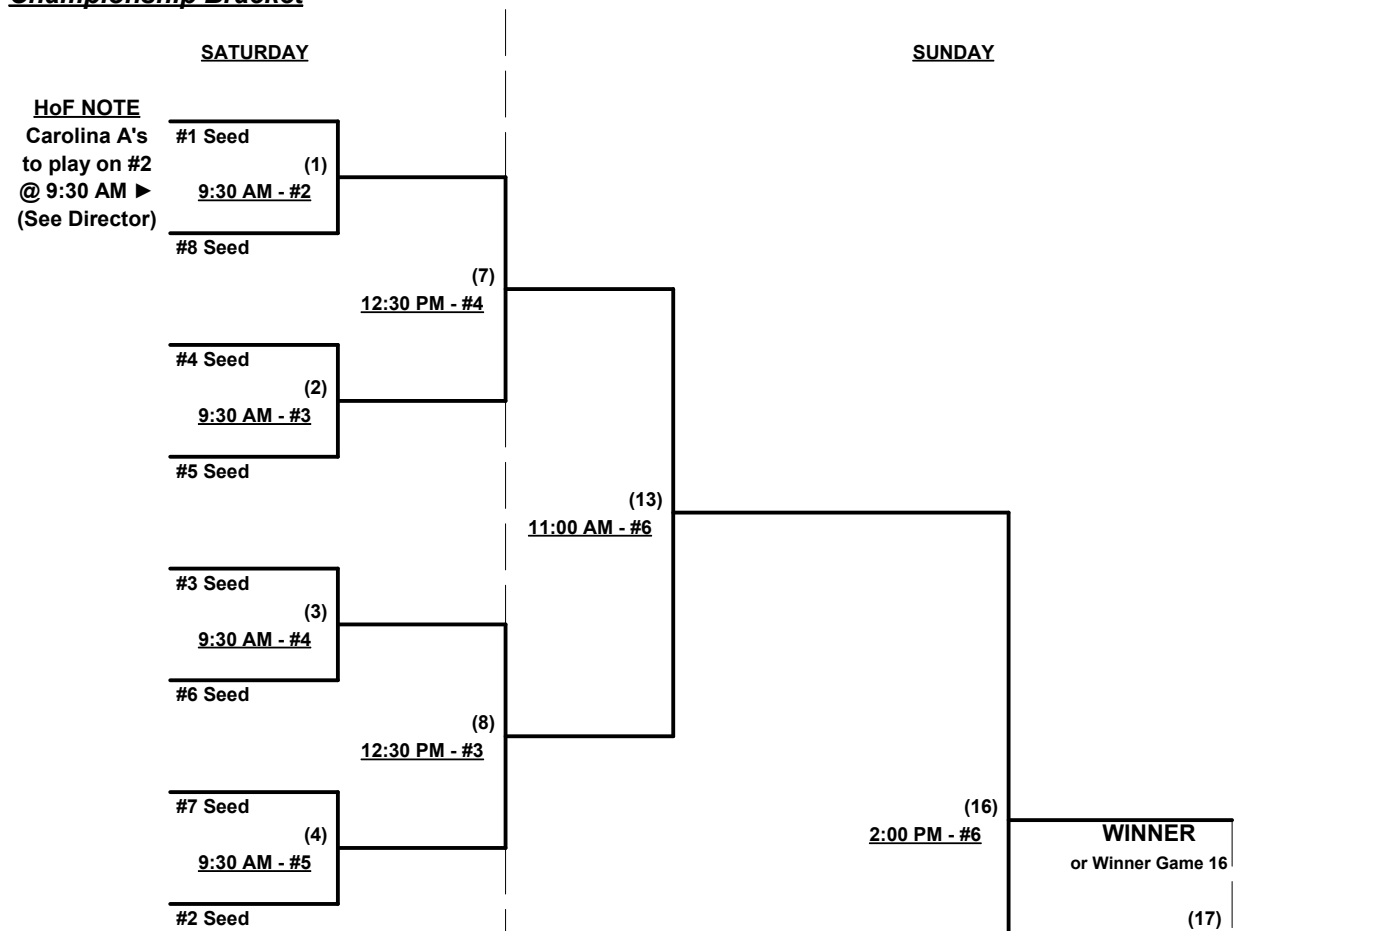 Championship Bracket
SATURDAY
SUNDAY
HoF NOTE
Carolina A's
to play on #2
@ 9:30 AM ►
(See Director)
#1 Seed
(1)
9:30 AM - #2
#8 Seed
(7)
12:30 PM - #4
#4 Seed
(2)
9:30 AM - #3
#5 Seed
(13)
11:00 AM - #6
#3 Seed
(3)
9:30 AM - #4
#6 Seed
(8)
12:30 PM - #3
#7 Seed
(4)
9:30 AM - #5
#2 Seed
(16)
2:00 PM - #6
WINNER
or Winner Game 16
(17)